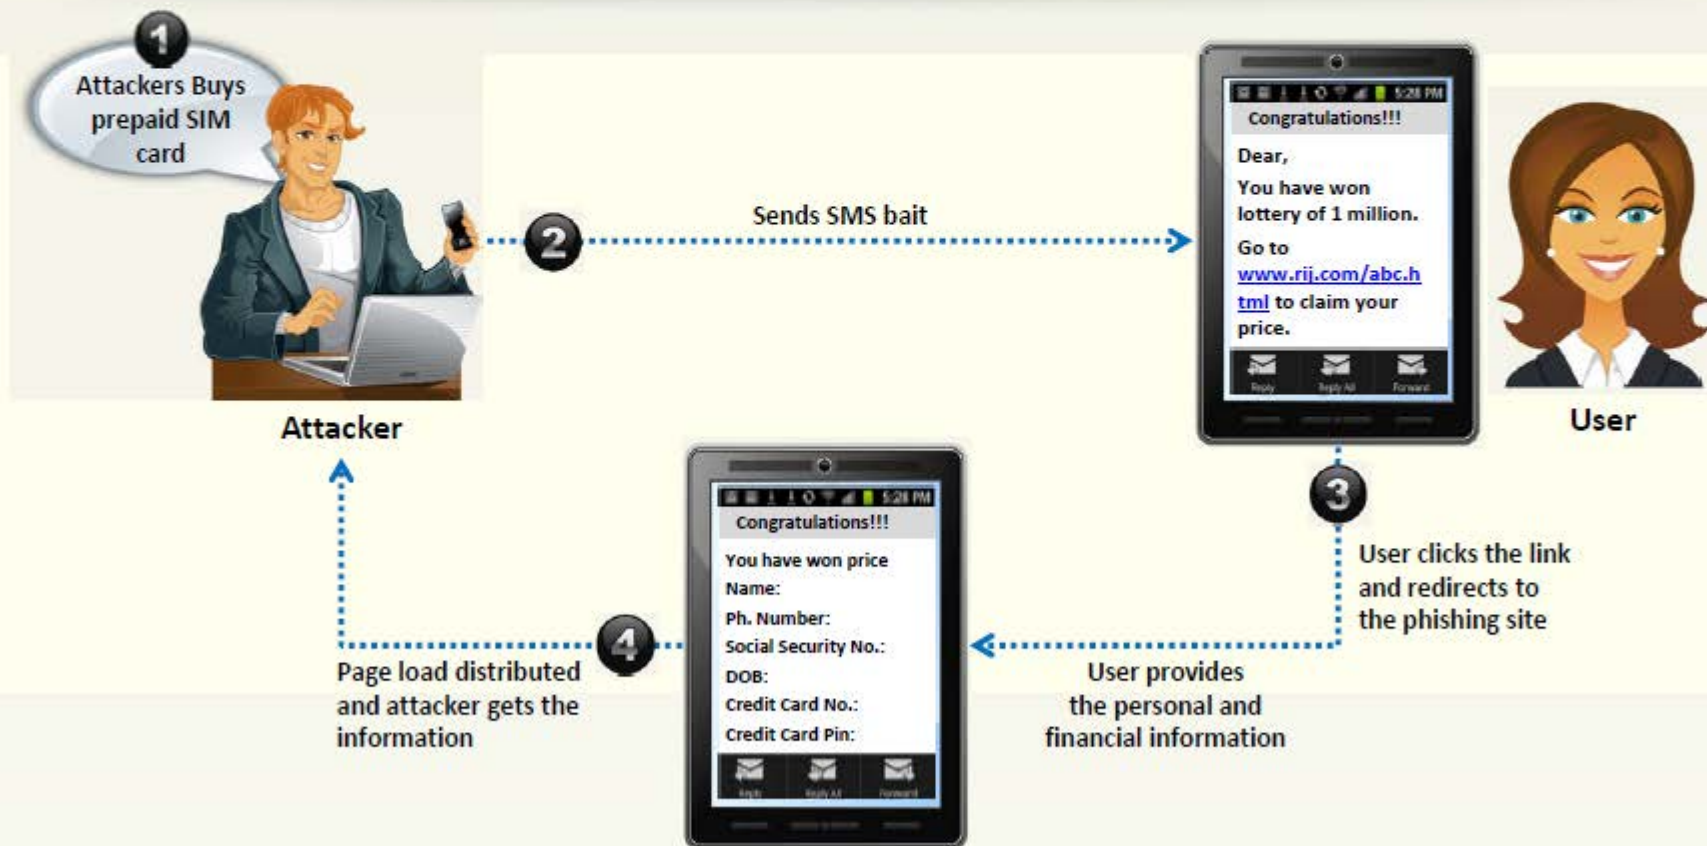 1
Attackers Buys
prepaid SIM
card
2
Sends SMS bait
5:28 PM
Congratulations!!!
Dear,
You have won
lottery of 1 million.
Go to
www.rij.com/abc.h
tml to claim your
price.
Reply Reply All Forward
Attacker
User
3
User clicks the link
and redirects to
the phishing site
User provides
the personal and
financial information
5:28 PM
Congratulations!!!
You have won price
Name:
Ph. Number:
Social Security No.:
DOB:
Credit Card No.:
Credit Card Pin:
Reply Reply All Forward
4
Page load distributed
and attacker gets the
information